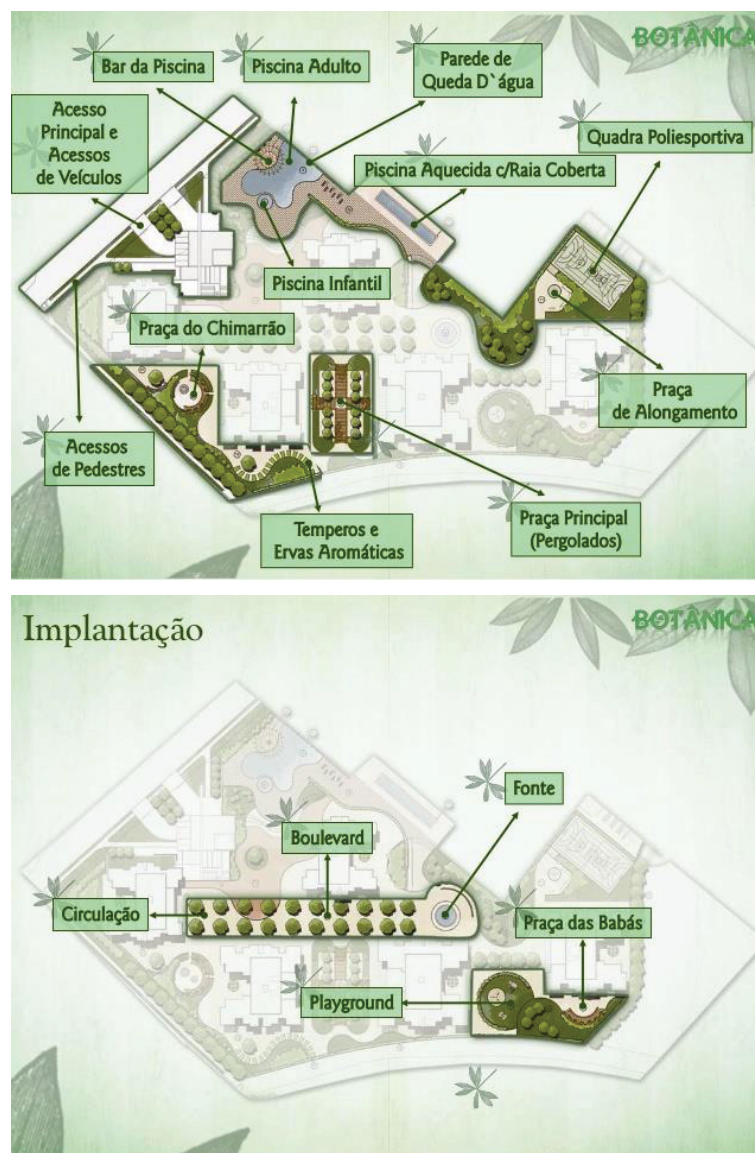 BOTÂNICA
Bar da Piscina
Piscina Adulto
Parede de
Queda D`água
Acesso
Principal e
Acessos
de Veículos
Quadra Poliesportiva
Piscina Aquecida c/Raia Coberta
Piscina Infantil
Praça do Chimarrão
Praça
de Alongamento
Acessos
de Pedestres
Temperos e
Ervas Aromáticas
Praça Principal
(Pergolados)
Implantação
BOTÂNICA
Fonte
Boulevard
Circulação
Praça das Babás
Playground